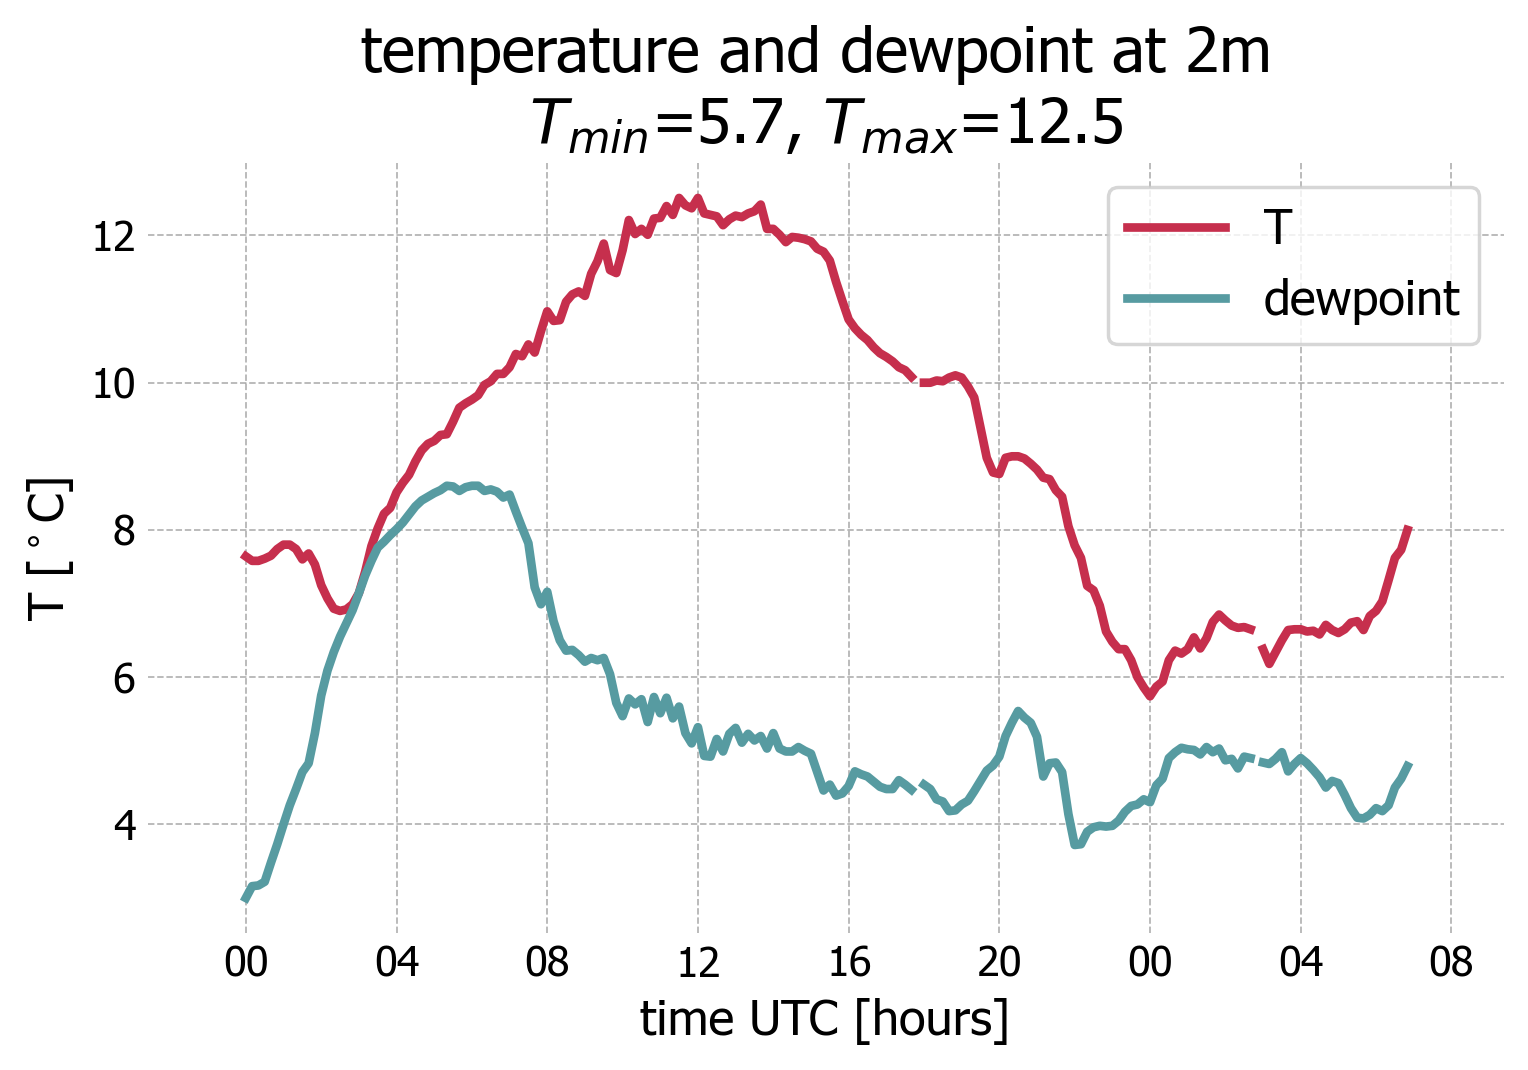 temperature and dewpoint at 2m
T_min=5.7, T_max=12.5
T
dewpoint
12
10
8
6
4
T [°C]
00 04 08 12 16 20 00 04 08
time UTC [hours]